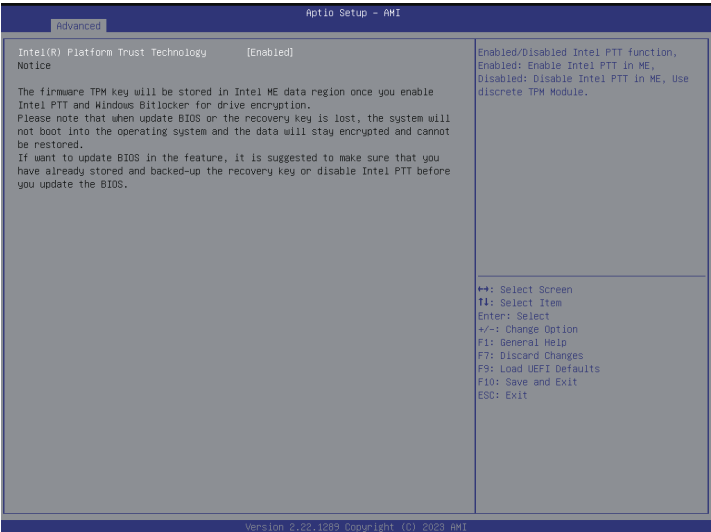 Aptio Setup – AMI
Advanced
Intel(R) Platform Trust Technology [Enabled]
Notice
The firmware TPM key will be stored in Intel ME data region once you enable
Intel PTT and Windows Bitlocker for drive encryption.
Please note that when update BIOS or the recovery key is lost, the system will
not boot into the operating system and the data will stay encrypted and cannot
be restored.
If want to update BIOS in the feature, it is suggested to make sure that you
have already stored and backed-up the recovery key or disable Intel PTT before
you update the BIOS.
Enabled/Disabled Intel PTT function,
Enabled: Enable Intel PTT in ME,
Disabled: Disable Intel PTT in ME, Use
discrete TPM Module.
↔: Select Screen
↑↓: Select Item
Enter: Select
+/-: Change Option
F1: General Help
F7: Discard Changes
F9: Load UEFI Defaults
F10: Save and Exit
ESC: Exit
Version 2.22.1289 Copyright (C) 2023 AMI